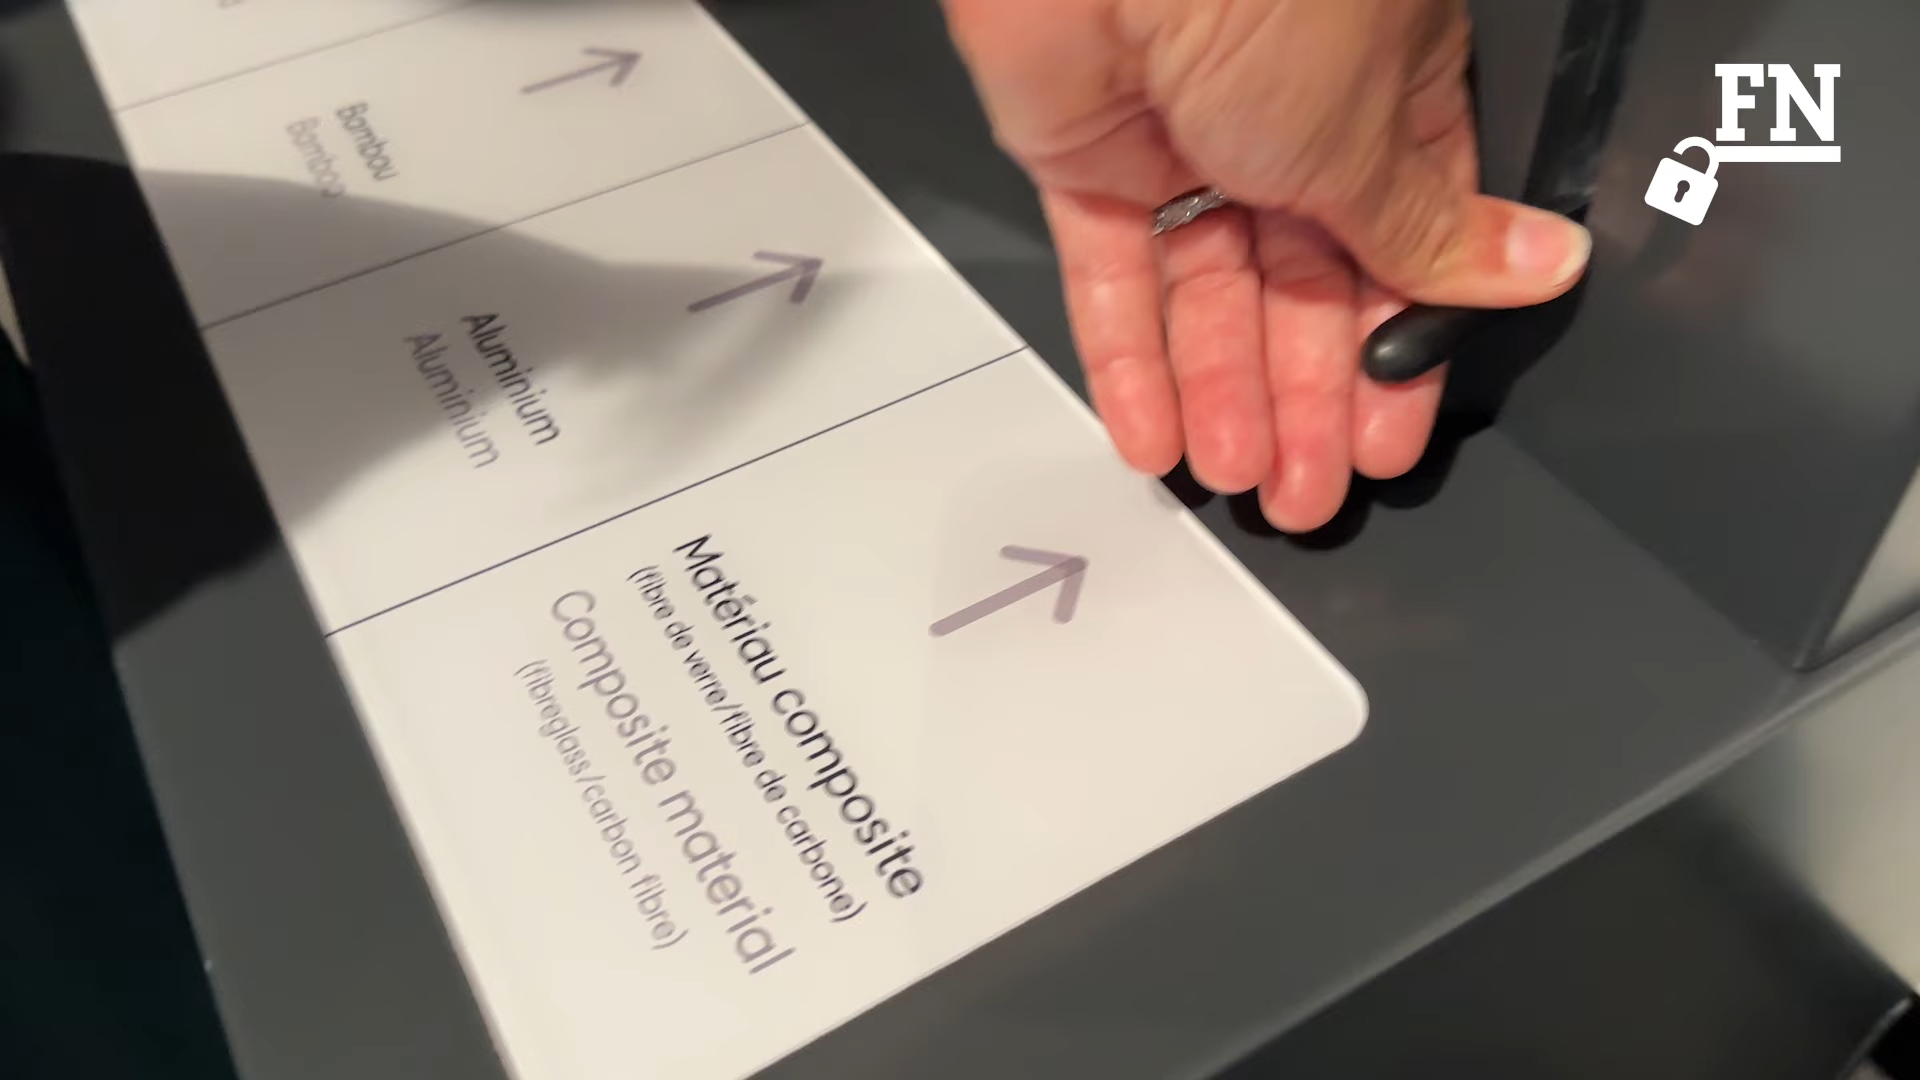 Bambou
Bamboo
Aluminium
Aluminium
Matériau composite
(fibre de verre/fibre de carbone)
Composite material
(fibreglass/carbon fibre)
FN